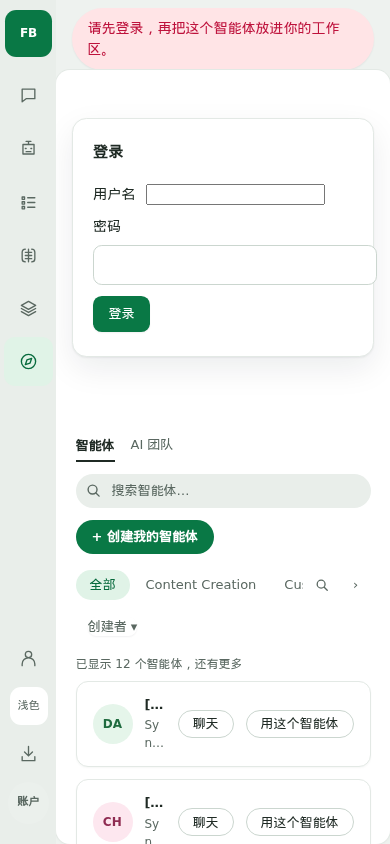 FB
请先登录，再把这个智能体放进你的工作
区。
登录
用户名
密码
登录
智能体
AI 团队
搜索智能体…
+ 创建我的智能体
全部
Content Creation
Cu
›
创建者 ▾
已显示 12 个智能体，还有更多
DA
[…
Sy
n…
聊天
用这个智能体
CH
[…
Sy
n
聊天
用这个智能体
浅色
账户